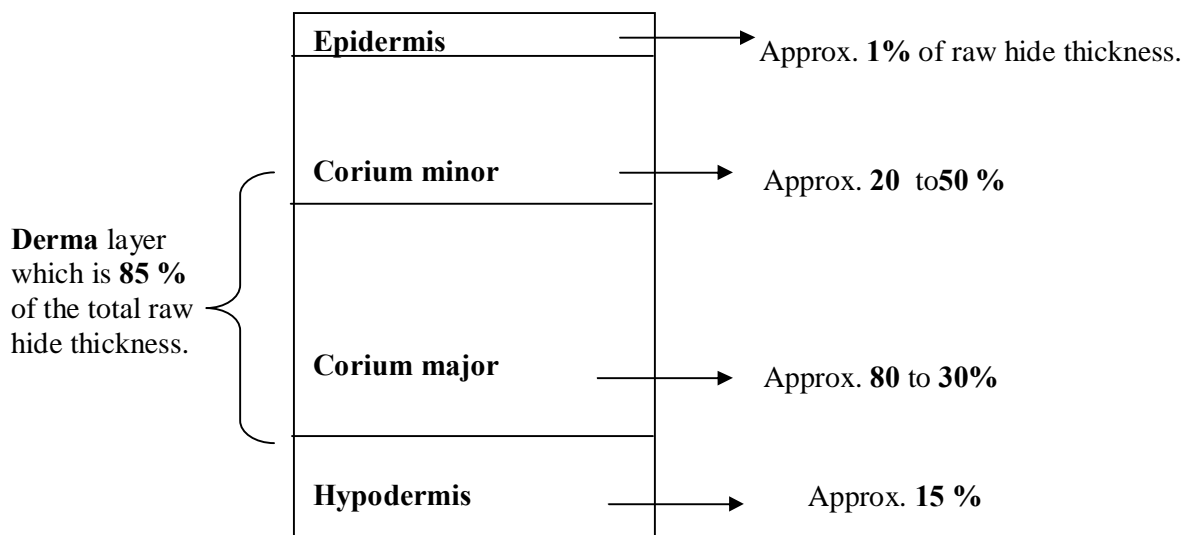 Epidermis
Approx. 1% of raw hide thickness.
Corium minor
Approx. 20 to50 %
Derma layer
which is 85 %
of the total raw
hide thickness.
Corium major
Approx. 80 to 30%
Hypodermis
Approx. 15 %